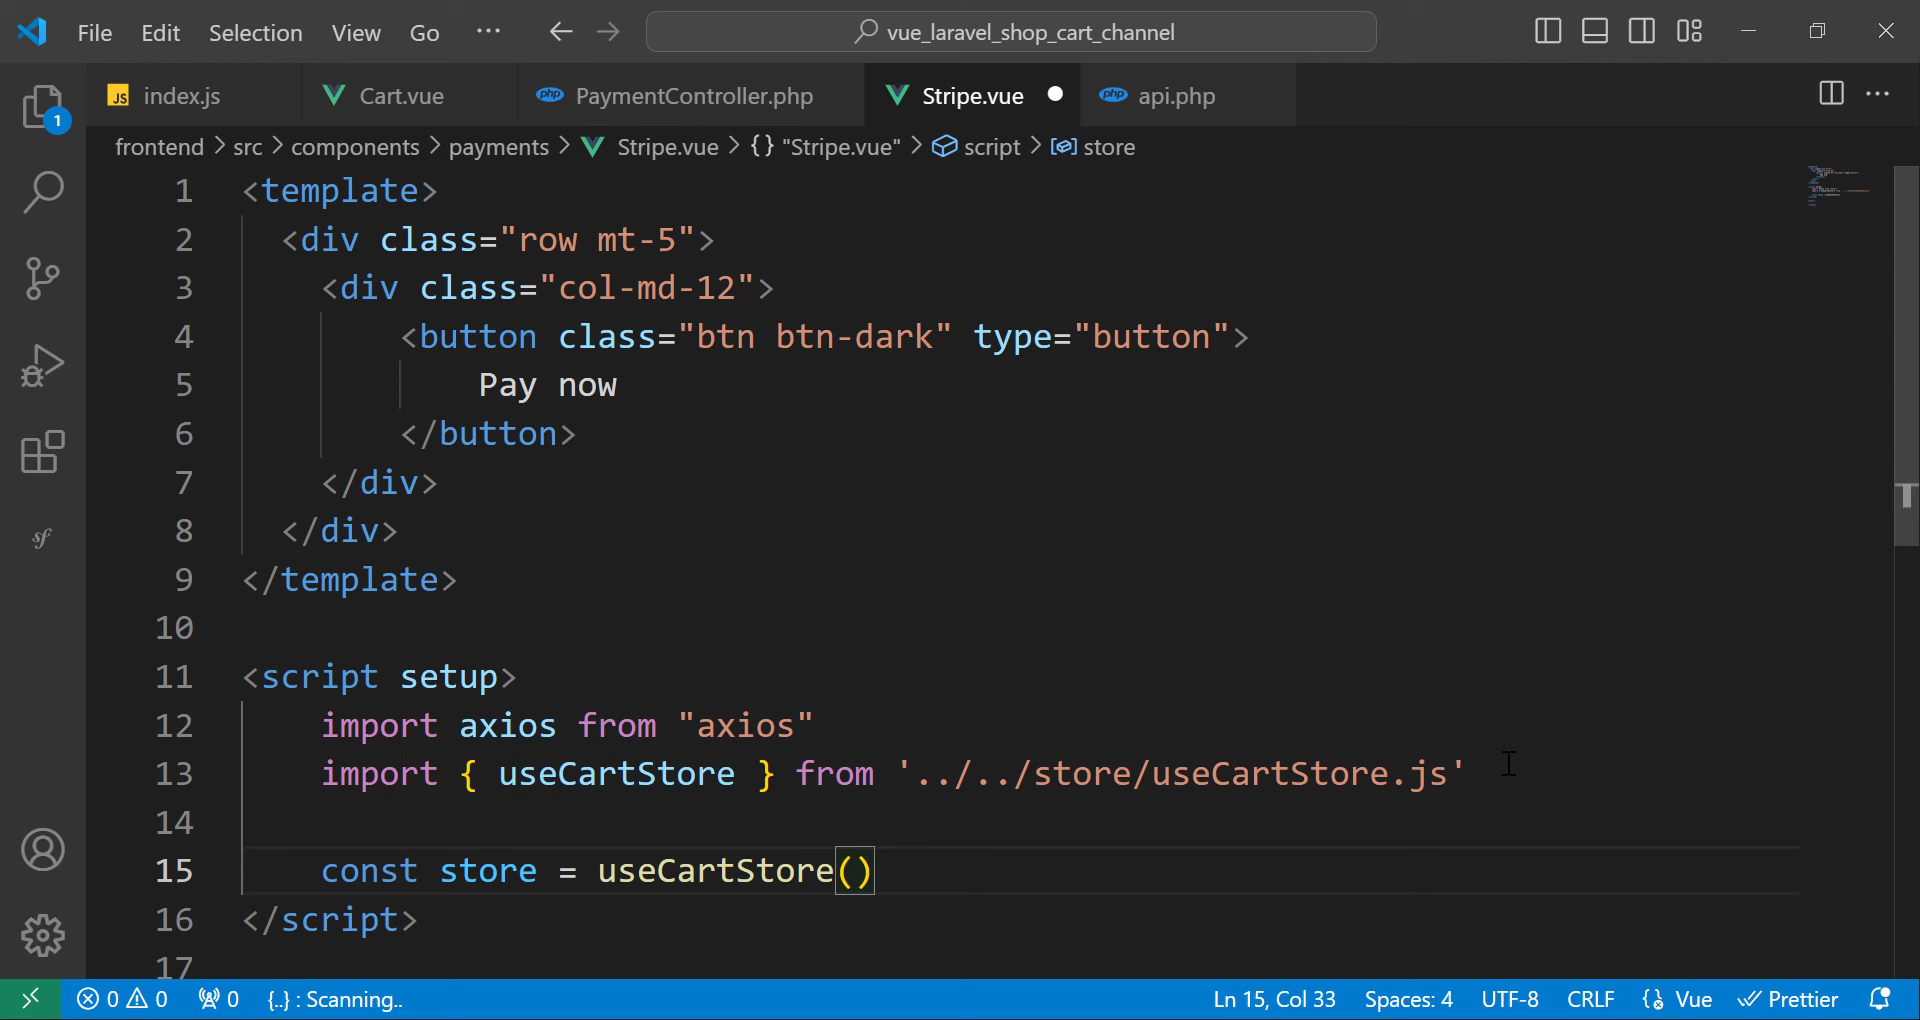 File Edit Selection View Go ··· vue_laravel_shop_cart_channel
1 JS index.js Cart.vue php PaymentController.php Stripe.vue php api.php ···
frontend > src > components > payments > Stripe.vue > {} "Stripe.vue" > script > store
1 <template>
2 <div class="row mt-5">
3 <div class="col-md-12">
4 <button class="btn btn-dark" type="button">
5 Pay now
6 </button>
7 </div>
8 </div>
9 </template>
10
11 <script setup>
12 import axios from "axios"
13 import { useCartStore } from '../../store/useCartStore.js'
14
15 const store = useCartStore()
16 </script>
17
sf
0 0 0 {..} : Scanning.. Ln 15, Col 33 Spaces: 4 UTF-8 CRLF Vue Prettier